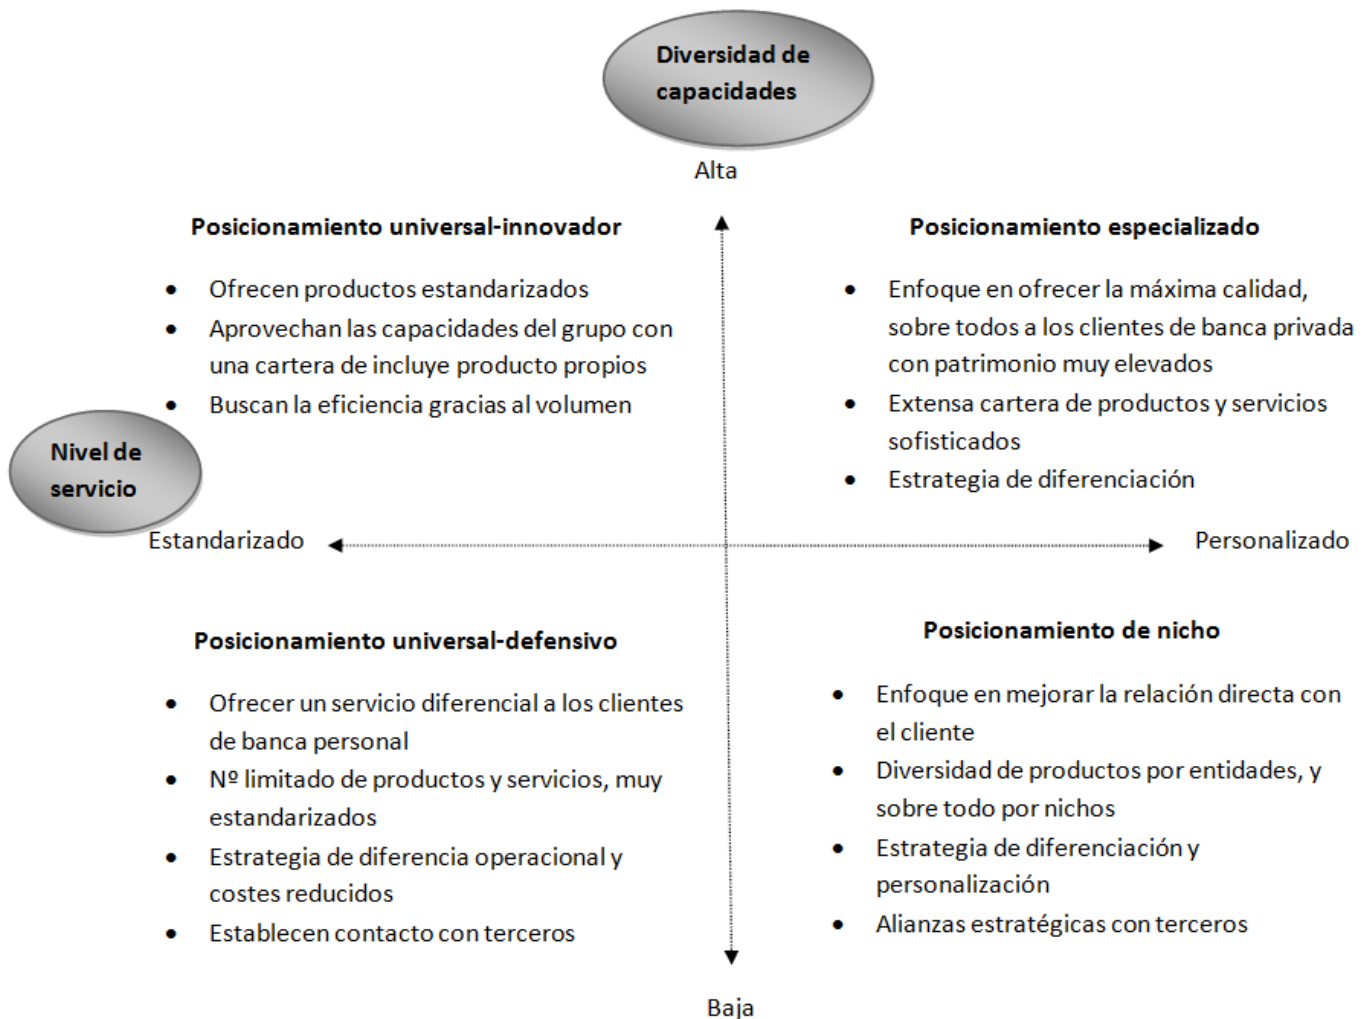 Diversidad de
capacidades
Alta
Posicionamiento universal-innovador
• Ofrecen productos estandarizados
• Aprovechan las capacidades del grupo con
una cartera de incluye producto propios
• Buscan la eficiencia gracias al volumen
Posicionamiento especializado
• Enfoque en ofrecer la máxima calidad,
sobre todos a los clientes de banca privada
con patrimonio muy elevados
• Extensa cartera de productos y servicios
sofisticados
• Estrategia de diferenciación
Nivel de
servicio
Estandarizado
Personalizado
Posicionamiento universal-defensivo
• Ofrecer un servicio diferencial a los clientes
de banca personal
• Nº limitado de productos y servicios, muy
estandarizados
• Estrategia de diferencia operacional y
costes reducidos
• Establecen contacto con terceros
Posicionamiento de nicho
• Enfoque en mejorar la relación directa con
el cliente
• Diversidad de productos por entidades, y
sobre todo por nichos
• Estrategia de diferenciación y
personalización
• Alianzas estratégicas con terceros
Baja